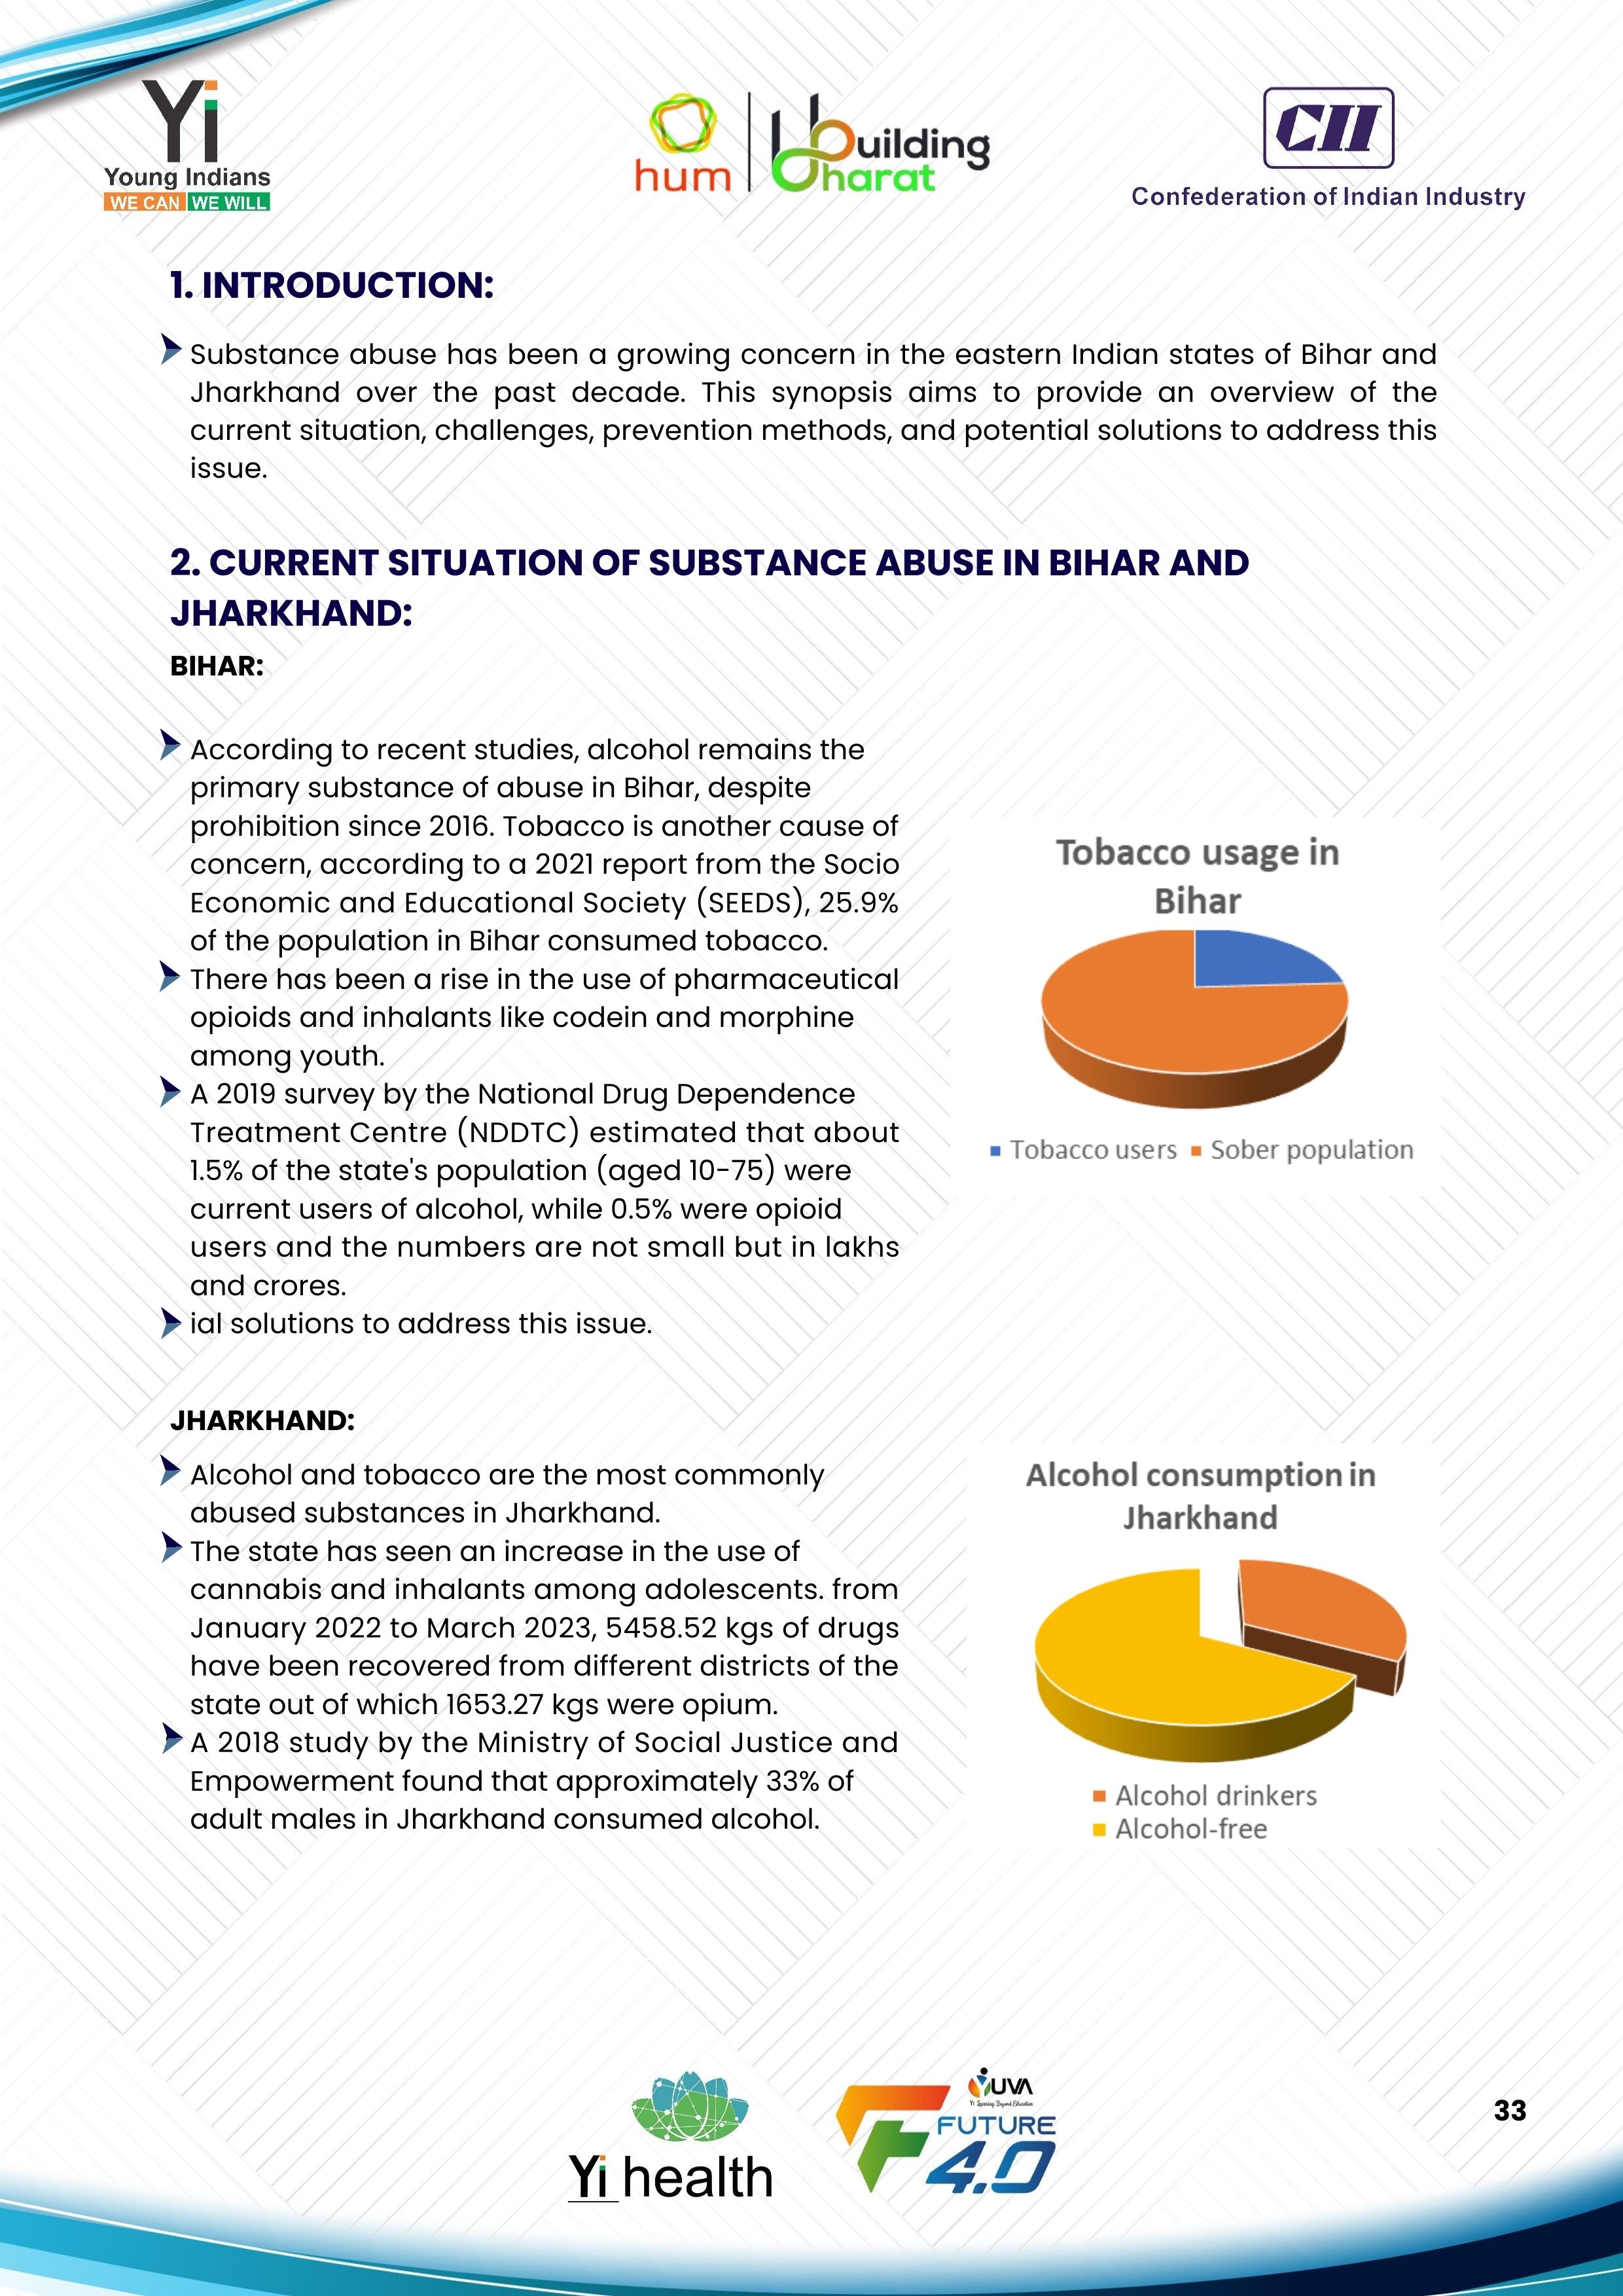 Yi
Young Indians
WE CAN WE WILL
hum
Building
Bharat
CII
Confederation of Indian Industry
1. INTRODUCTION:
Substance abuse has been a growing concern in the eastern Indian states of Bihar and
Jharkhand over the past decade. This synopsis aims to provide an overview of the
current situation, challenges, prevention methods, and potential solutions to address this
issue.
2. CURRENT SITUATION OF SUBSTANCE ABUSE IN BIHAR AND
JHARKHAND:
BIHAR:
According to recent studies, alcohol remains the
primary substance of abuse in Bihar, despite
prohibition since 2016. Tobacco is another cause of
concern, according to a 2021 report from the Socio
Economic and Educational Society (SEEDS), 25.9%
of the population in Bihar consumed tobacco.
There has been a rise in the use of pharmaceutical
opioids and inhalants like codein and morphine
among youth.
A 2019 survey by the National Drug Dependence
Treatment Centre (NDDTC) estimated that about
1.5% of the state's population (aged 10-75) were
current users of alcohol, while 0.5% were opioid
users and the numbers are not small but in lakhs
and crores.
ial solutions to address this issue.
Tobacco usage in
Bihar
Tobacco users Sober population
JHARKHAND:
Alcohol and tobacco are the most commonly
abused substances in Jharkhand.
The state has seen an increase in the use of
cannabis and inhalants among adolescents. from
January 2022 to March 2023, 5458.52 kgs of drugs
have been recovered from different districts of the
state out of which 1653.27 kgs were opium.
A 2018 study by the Ministry of Social Justice and
Empowerment found that approximately 33% of
adult males in Jharkhand consumed alcohol.
Alcohol consumption in
Jharkhand
Alcohol drinkers
Alcohol-free
Yi health
YUVA
Yi Learning Beyond Education
FUTURE
4.0
33